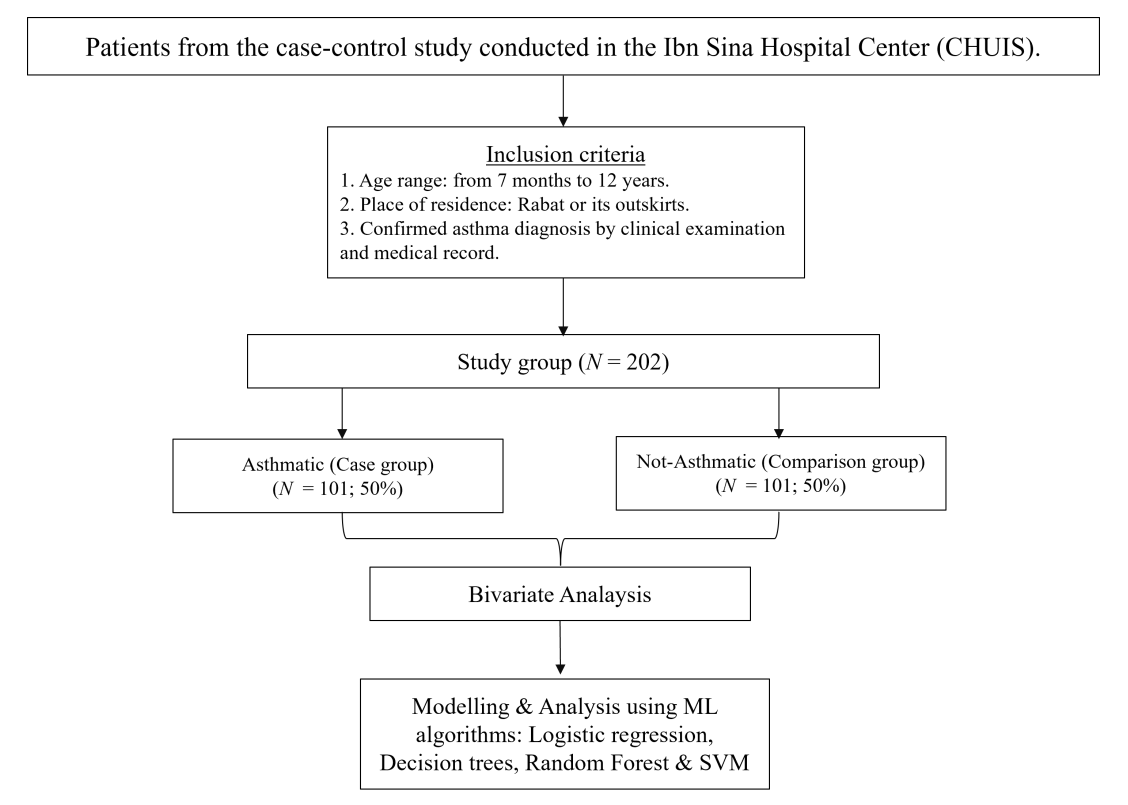 Patients from the case-control study conducted in the Ibn Sina Hospital Center (CHUIS).
Inclusion criteria
1. Age range: from 7 months to 12 years.
2. Place of residence: Rabat or its outskirts.
3. Confirmed asthma diagnosis by clinical examination
and medical record.
Study group (N = 202)
Asthmatic (Case group)
(N = 101; 50%)
Not-Asthmatic (Comparison group)
(N = 101; 50%)
Bivariate Analaysis
Modelling & Analysis using ML
algorithms: Logistic regression,
Decision trees, Random Forest & SVM